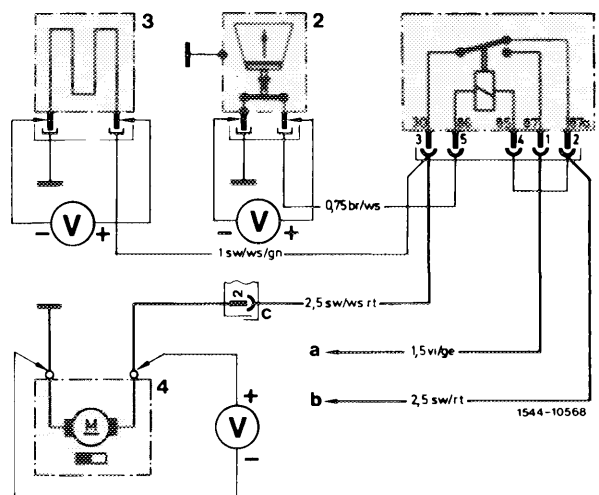 3
2
30 86 85 87 87a
3 5 4 1 2
- V +
- V +
0,75 br/ws
1 sw/ws/gn
2
C
2,5 sw/ws rt
a
1,5 vi/ge
b
2,5 sw/rt
1544-10568
4
M
+
V
-